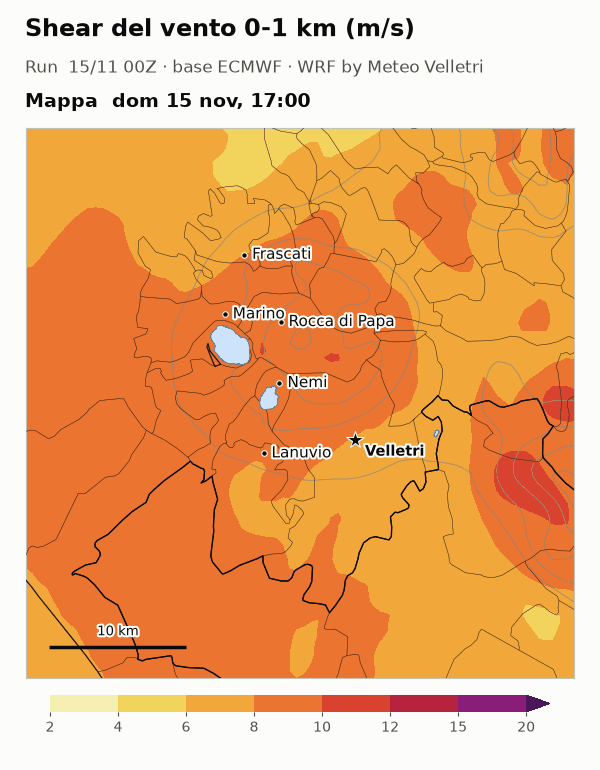 Shear del vento 0-1 km (m/s)
Run 15/11 00Z · base ECMWF · WRF by Meteo Velletri
Mappa dom 15 nov, 17:00
Frascati
Marino
Rocca di Papa
Nemi
Velletri
Lanuvio
10 km
2 4 6 8 10 12 15 20